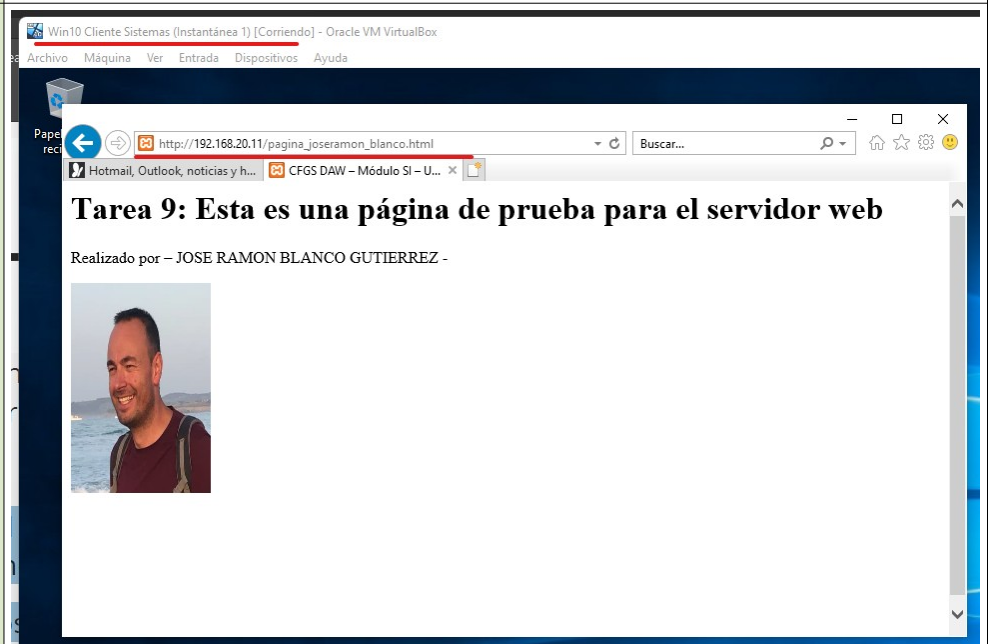 Win10 Cliente Sistemas (Instantánea 1) [Corriendo] - Oracle VM VirtualBox
Archivo Máquina Ver Entrada Dispositivos Ayuda
Pape
reci
http://192.168.20.11/pagina_joseramon_blanco.html
Buscar...
Hotmail, Outlook, noticias y h...
CFGS DAW – Módulo SI – U...
Tarea 9: Esta es una página de prueba para el servidor web
Realizado por – JOSE RAMON BLANCO GUTIERREZ -